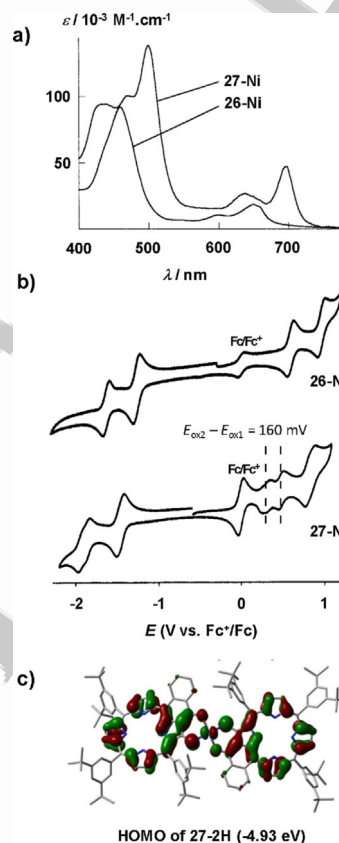 a)
ε / 10⁻³ M⁻¹.cm⁻¹
100
50
27-Ni
26-Ni
400 500 600 700
λ / nm
b)
Fc/Fc⁺
26-N
E_ox2 − E_ox1 = 160 mV
Fc/Fc⁺
27-N
-2 -1 0 1
E (V vs. Fc⁺/Fc)
c)
HOMO of 27-2H (-4.93 eV)